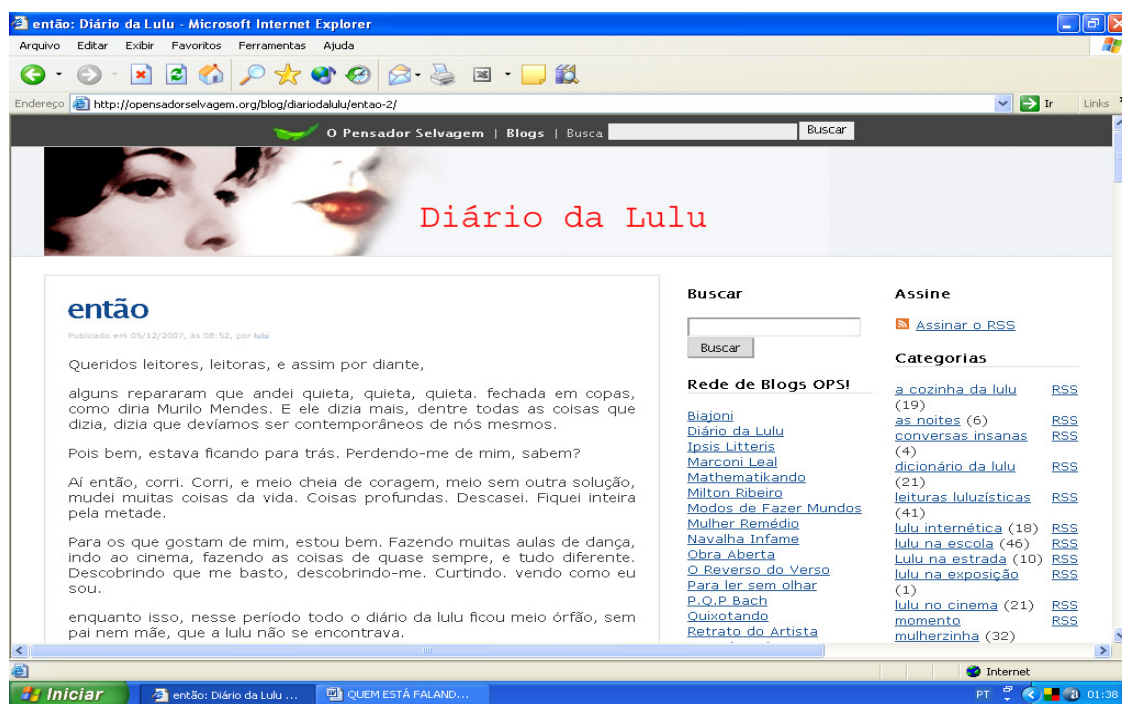 então: Diário da Lulu - Microsoft Internet Explorer
Arquivo Editar Exibir Favoritos Ferramentas Ajuda
Endereço http://opensadorselvagem.org/blog/diariodalulu/entao-2/ Ir Links
O Pensador Selvagem | Blogs | Busca Buscar
Diário da Lulu
então
Publicado em 05/12/2007, às 08:52, por lulu
Queridos leitores, leitoras, e assim por diante,
alguns repararam que andei quieta, quieta, quieta. fechada em copas,
como diria Murilo Mendes. E ele dizia mais, dentre todas as coisas que
dizia, dizia que devíamos ser contemporâneos de nós mesmos.
Pois bem, estava ficando para trás. Perdendo-me de mim, sabem?
Aí então, corri. Corri, e meio cheia de coragem, meio sem outra solução,
mudei muitas coisas da vida. Coisas profundas. Descasei. Fiquei inteira
pela metade.
Para os que gostam de mim, estou bem. Fazendo muitas aulas de dança,
indo ao cinema, fazendo as coisas de quase sempre, e tudo diferente.
Descobrindo que me basto, descobrindo-me. Curtindo. vendo como eu
sou.
enquanto isso, nesse período todo o diário da lulu ficou meio órfão, sem
pai nem mãe, que a lulu não se encontrava.
Buscar
Buscar
Rede de Blogs OPS!
Biajoni
Diário da Lulu
Ipsis Litteris
Marconi Leal
Mathematikando
Milton Ribeiro
Modos de Fazer Mundos
Mulher Remédio
Navalha Infame
Obra Aberta
O Reverso do Verso
Para ler sem olhar
P.Q.P Bach
Quixotando
Retrato do Artista
Assine
Assinar o RSS
Categorias
a cozinha da lulu RSS
(19)
as noites (6) RSS
conversas insanas RSS
(4)
dicionário da lulu RSS
(21)
leituras luluzísticas RSS
(41)
lulu internética (18) RSS
lulu na escola (46) RSS
Lulu na estrada (10) RSS
lulu na exposição RSS
(1)
lulu no cinema (21) RSS
momento RSS
mulherzinha (32)
Internet
Iniciar então: Diário da Lulu ... QUEM ESTÁ FALAND... PT 01:38